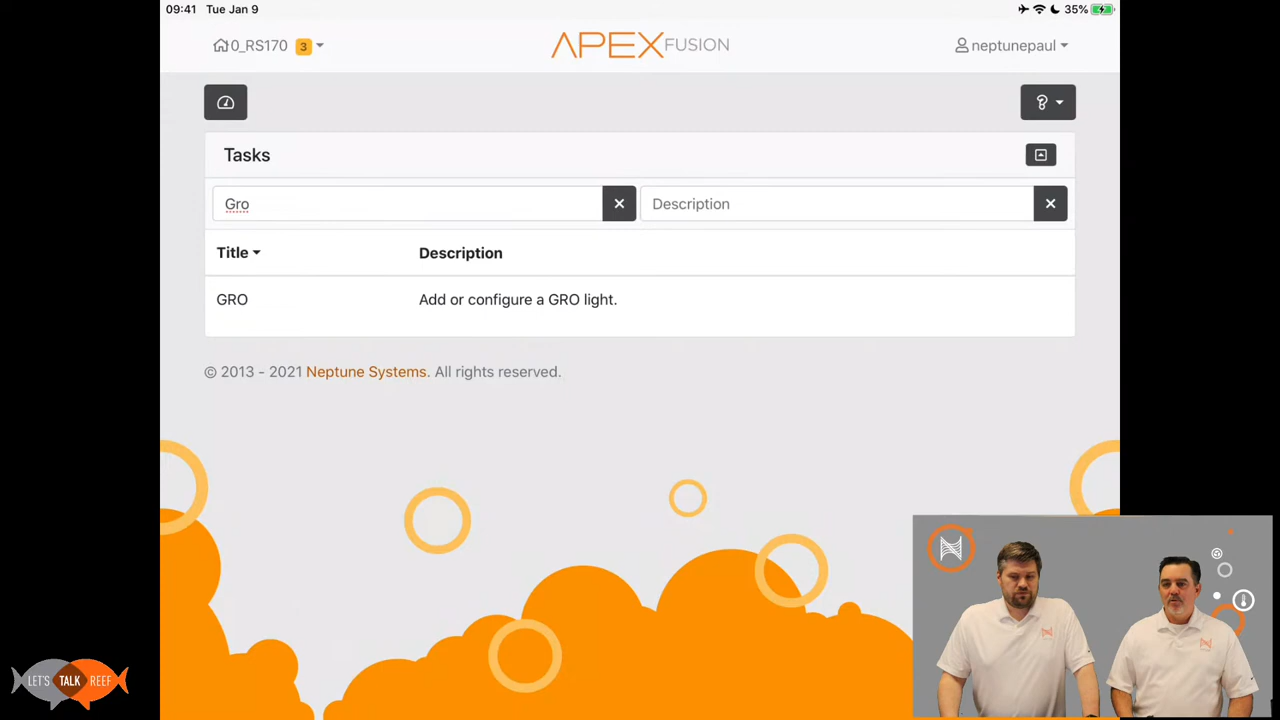 09:41 Tue Jan 9
35%
0_RS170 3
APEX FUSION
neptunepaul
Tasks
Gro
Description
Title
Description
GRO
Add or configure a GRO light.
© 2013 - 2021 Neptune Systems. All rights reserved.
LET'S TALK REEF